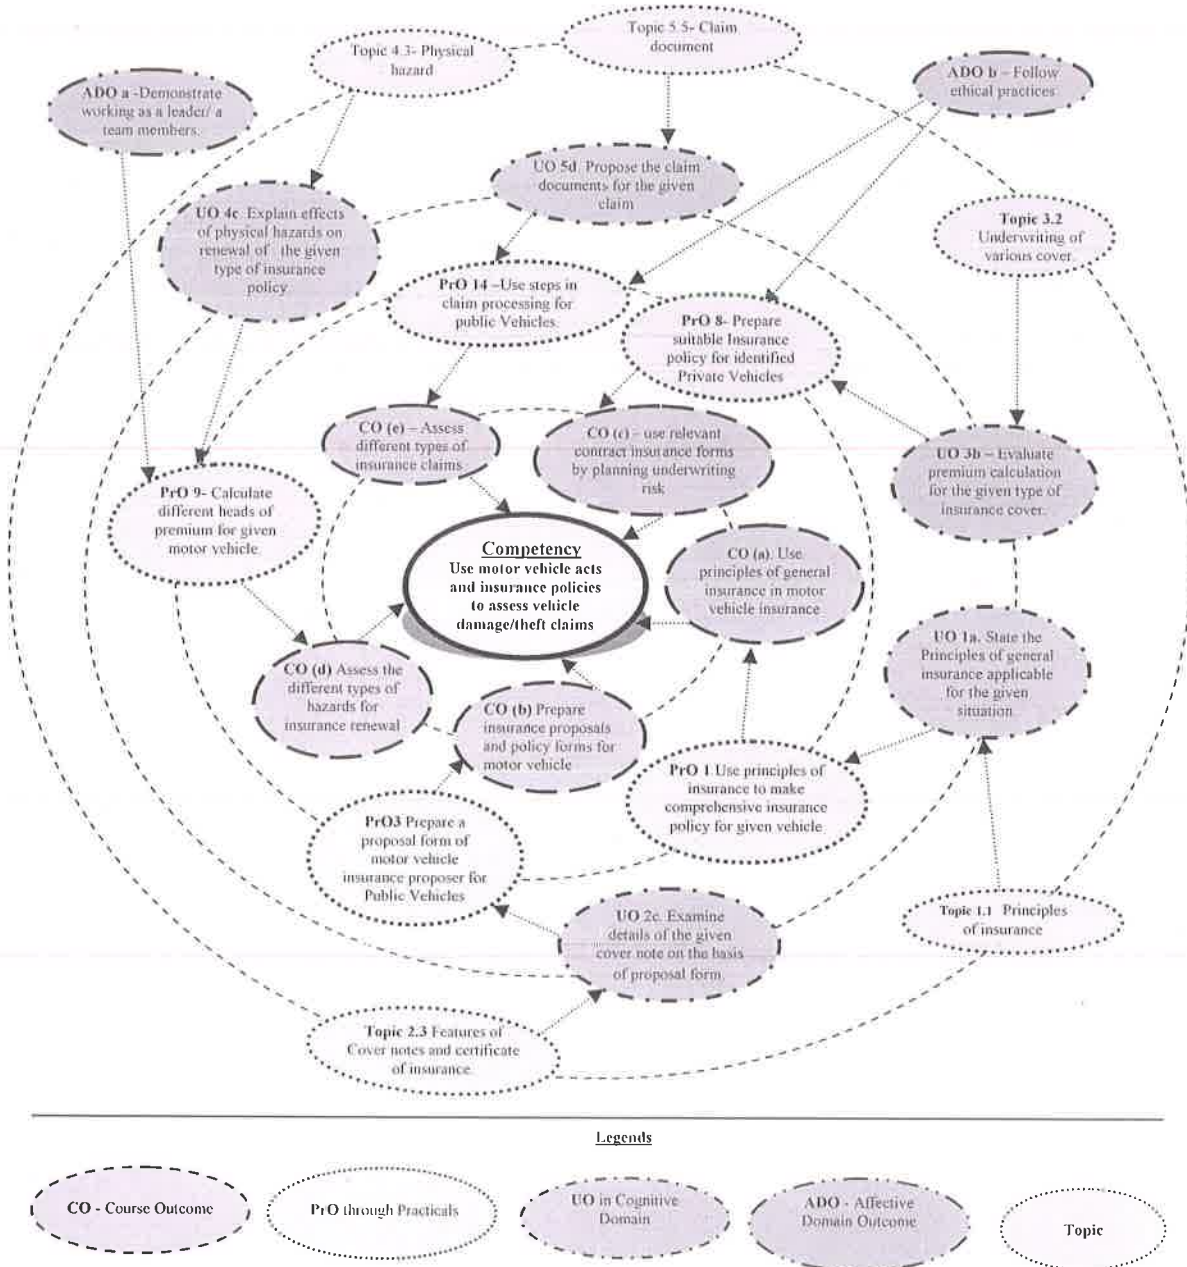 Topic 5.5- Claim
document
Topic 4.3- Physical
hazard
ADO a -Demonstrate
working as a leader/ a
team members.
ADO b – Follow
ethical practices
UO 5d. Propose the claim
documents for the given
claim
UO 4c. Explain effects
of physical hazards on
renewal of the given
type of insurance
policy.
Topic 3.2
Underwriting of
various cover.
PrO 14 –Use steps in
claim processing for
public Vehicles.
PrO 8- Prepare
suitable Insurance
policy for identified
Private Vehicles
CO (e) – Assess
different types of
insurance claims
CO (c) – use relevant
contract insurance forms
by planning underwriting
risk
UO 3b – Evaluate
premium calculation
for the given type of
insurance cover.
PrO 9- Calculate
different heads of
premium for given
motor vehicle
Competency
Use motor vehicle acts
and insurance policies
to assess vehicle
damage/theft claims
CO (a). Use
principles of general
insurance in motor
vehicle insurance
UO 1a. State the
Principles of general
insurance applicable
for the given
situation
CO (d) Assess the
different types of
hazards for
insurance renewal
CO (b) Prepare
insurance proposals
and policy forms for
motor vehicle
PrO 1 Use principles of
insurance to make
comprehensive insurance
policy for given vehicle
PrO3 Prepare a
proposal form of
motor vehicle
insurance proposer for
Public Vehicles
UO 2c. Examine
details of the given
cover note on the basis
of proposal form.
Topic 1.1 Principles
of insurance
Topic 2.3 Features of
Cover notes and certificate
of insurance.
Legends
CO - Course Outcome
PrO through Practicals
UO in Cognitive
Domain
ADO - Affective
Domain Outcome
Topic